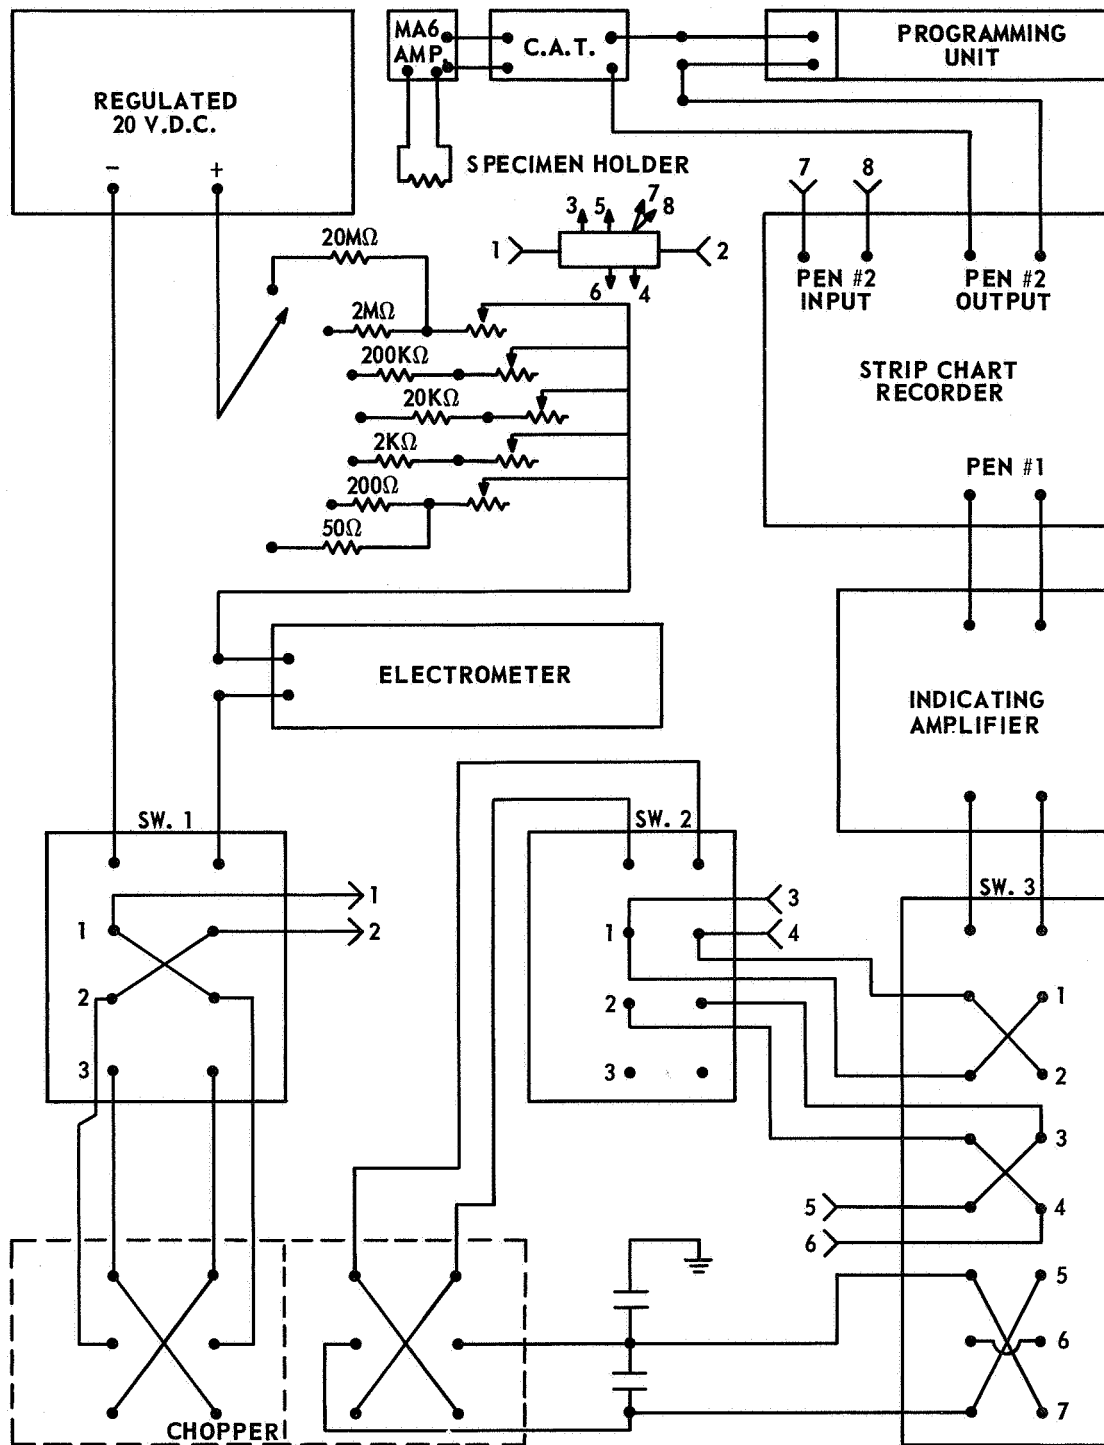 REGULATED
20 V.D.C.
–
+
MA6
AMP.
C.A.T.
PROGRAMMING
UNIT
SPECIMEN HOLDER
3 5 7
8
1
2
6 4
7 8
PEN #2
INPUT
PEN #2
OUTPUT
STRIP CHART
RECORDER
PEN #1
20MΩ
2MΩ
200KΩ
20KΩ
2KΩ
200Ω
50Ω
ELECTROMETER
INDICATING
AMPLIFIER
SW. 1
1
2
1
2
3
SW. 2
3
4
1
2
3
SW. 3
1
2
3
4
5
6
5
6
7
CHOPPER